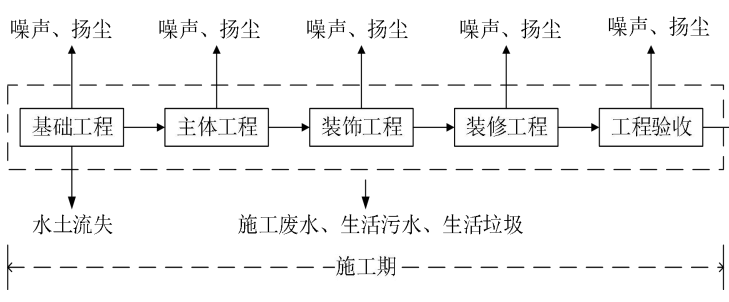 噪声、扬尘 噪声、扬尘 噪声、扬尘 噪声、扬尘 噪声、扬尘
基础工程 主体工程 装饰工程 装修工程 工程验收
水土流失 施工废水、生活污水、生活垃圾
施工期